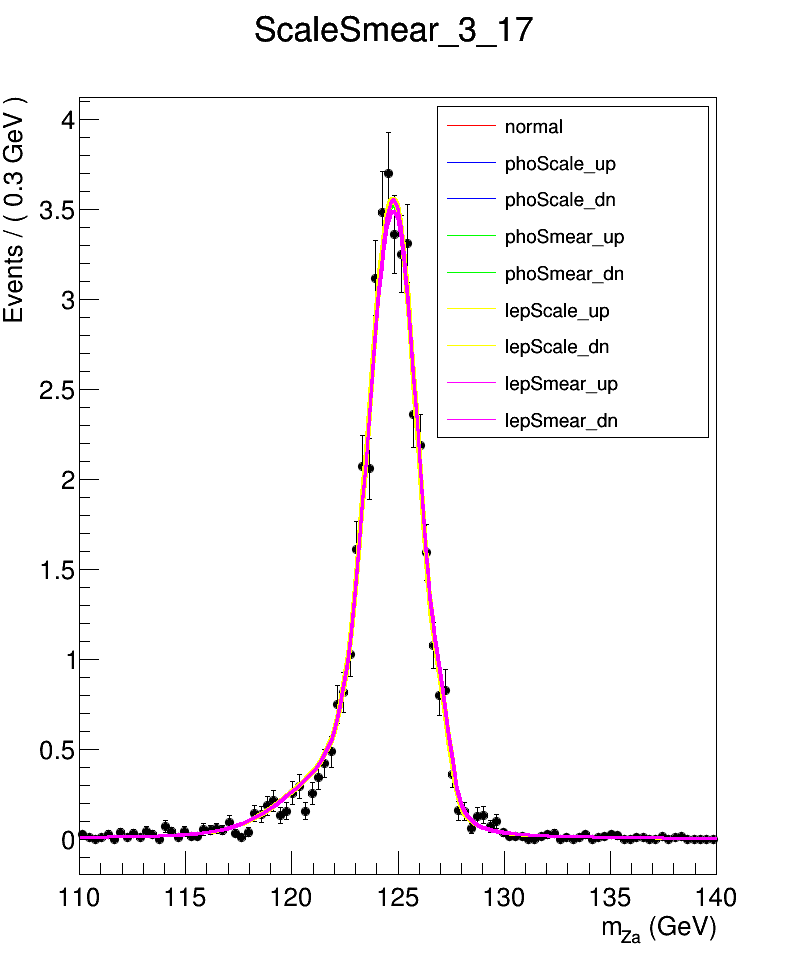 ScaleSmear_3_17
Events / ( 0.3 GeV )
4
3.5
3
2.5
2
1.5
1
0.5
0
normal
phoScale_up
phoScale_dn
phoSmear_up
phoSmear_dn
lepScale_up
lepScale_dn
lepSmear_up
lepSmear_dn
110 115 120 125 130 135 140
m_Za (GeV)